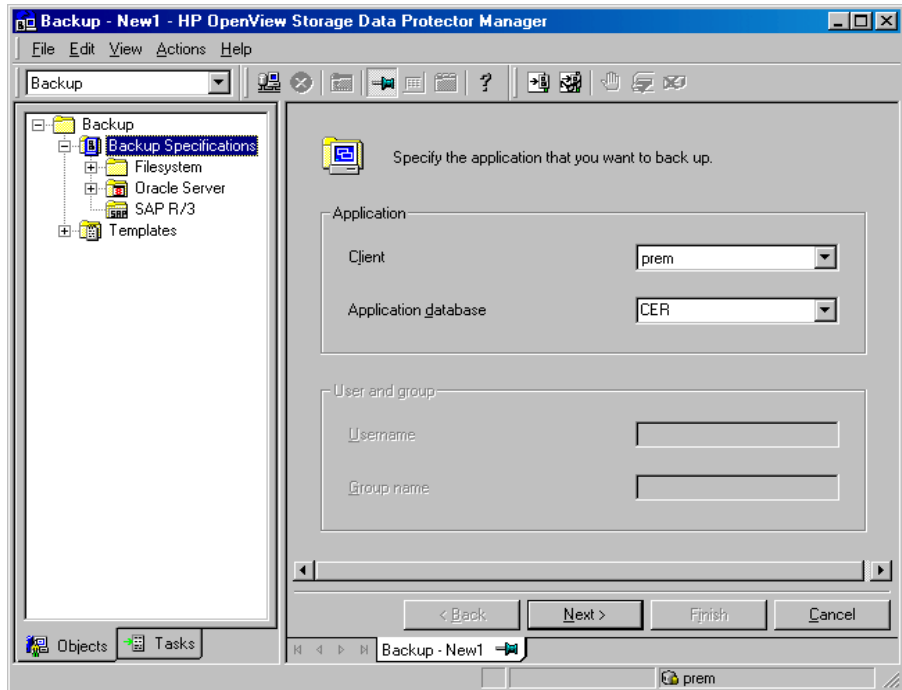 Backup - New1 - HP OpenView Storage Data Protector Manager
File Edit View Actions Help
Backup
Backup
Backup Specifications
Filesystem
Oracle Server
SAP R/3
Templates
Specify the application that you want to back up.
Application
Client
prem
Application database
CER
User and group
Username
Group name
< Back
Next >
Finish
Cancel
Objects
Tasks
Backup - New1
prem